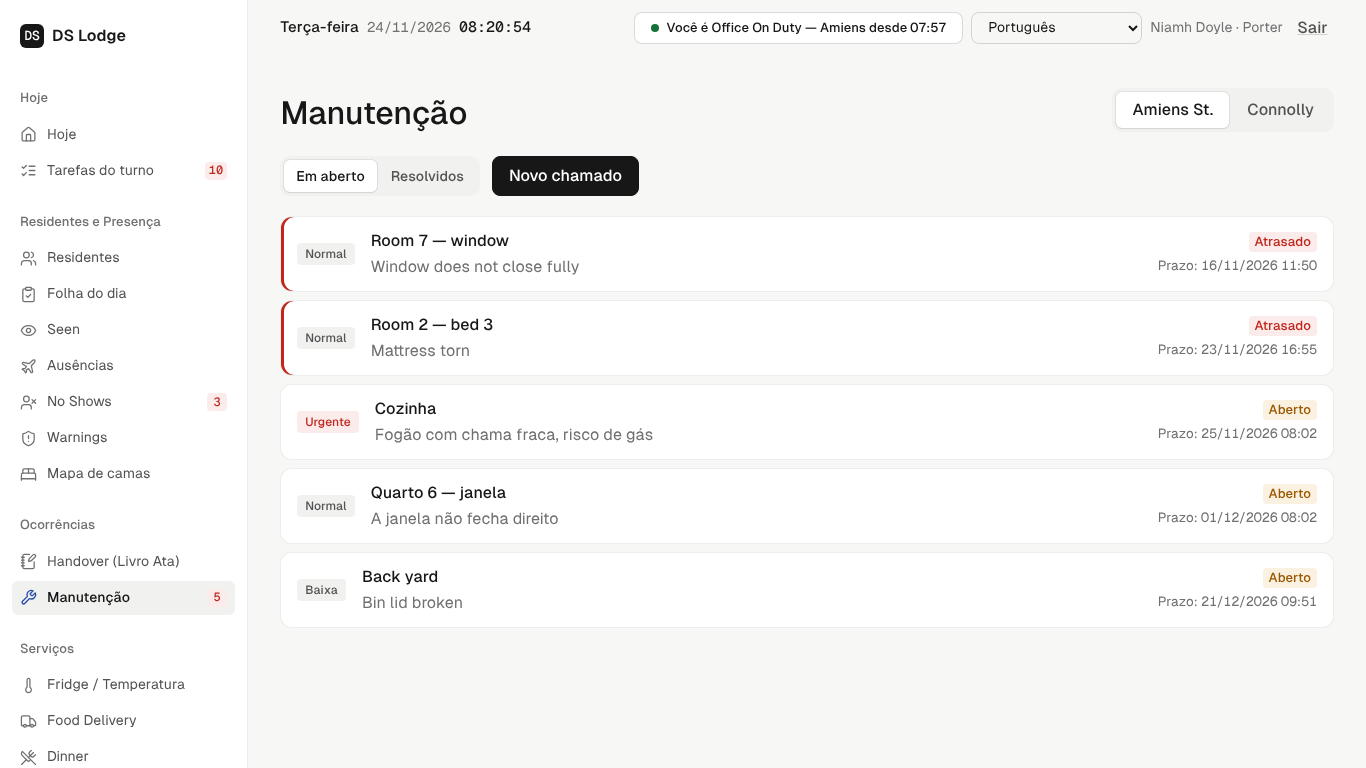 DS DS Lodge
Terça-feira 24/11/2026 08:20:54
Você é Office On Duty — Amiens desde 07:57
Português
Niamh Doyle · Porter
Sair
Hoje
Hoje
Tarefas do turno 10
Residentes e Presença
Residentes
Folha do dia
Seen
Ausências
No Shows 3
Warnings
Mapa de camas
Ocorrências
Handover (Livro Ata)
Manutenção 5
Serviços
Fridge / Temperatura
Food Delivery
Dinner
Manutenção
Amiens St. Connolly
Em aberto Resolvidos Novo chamado
Normal
Room 7 — window
Window does not close fully
Atrasado
Prazo: 16/11/2026 11:50
Normal
Room 2 — bed 3
Mattress torn
Atrasado
Prazo: 23/11/2026 16:55
Urgente
Cozinha
Fogão com chama fraca, risco de gás
Aberto
Prazo: 25/11/2026 08:02
Normal
Quarto 6 — janela
A janela não fecha direito
Aberto
Prazo: 01/12/2026 08:02
Baixa
Back yard
Bin lid broken
Aberto
Prazo: 21/12/2026 09:51